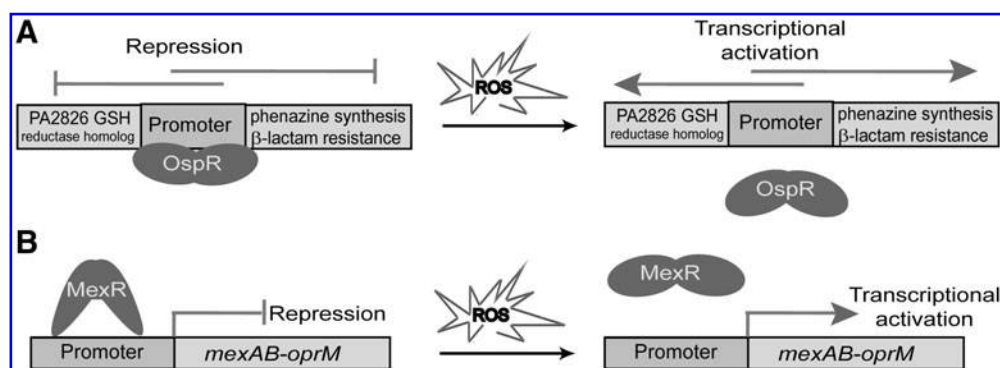 A
Repression
PA2826 GSH
reductase homolog
Promoter
phenazine synthesis
β-lactam resistance
OspR
ROS
Transcriptional
activation
PA2826 GSH
reductase homolog
Promoter
phenazine synthesis
β-lactam resistance
OspR
B
MexR
Repression
Promoter
mexAB-oprM
ROS
MexR
Transcriptional
activation
Promoter
mexAB-oprM